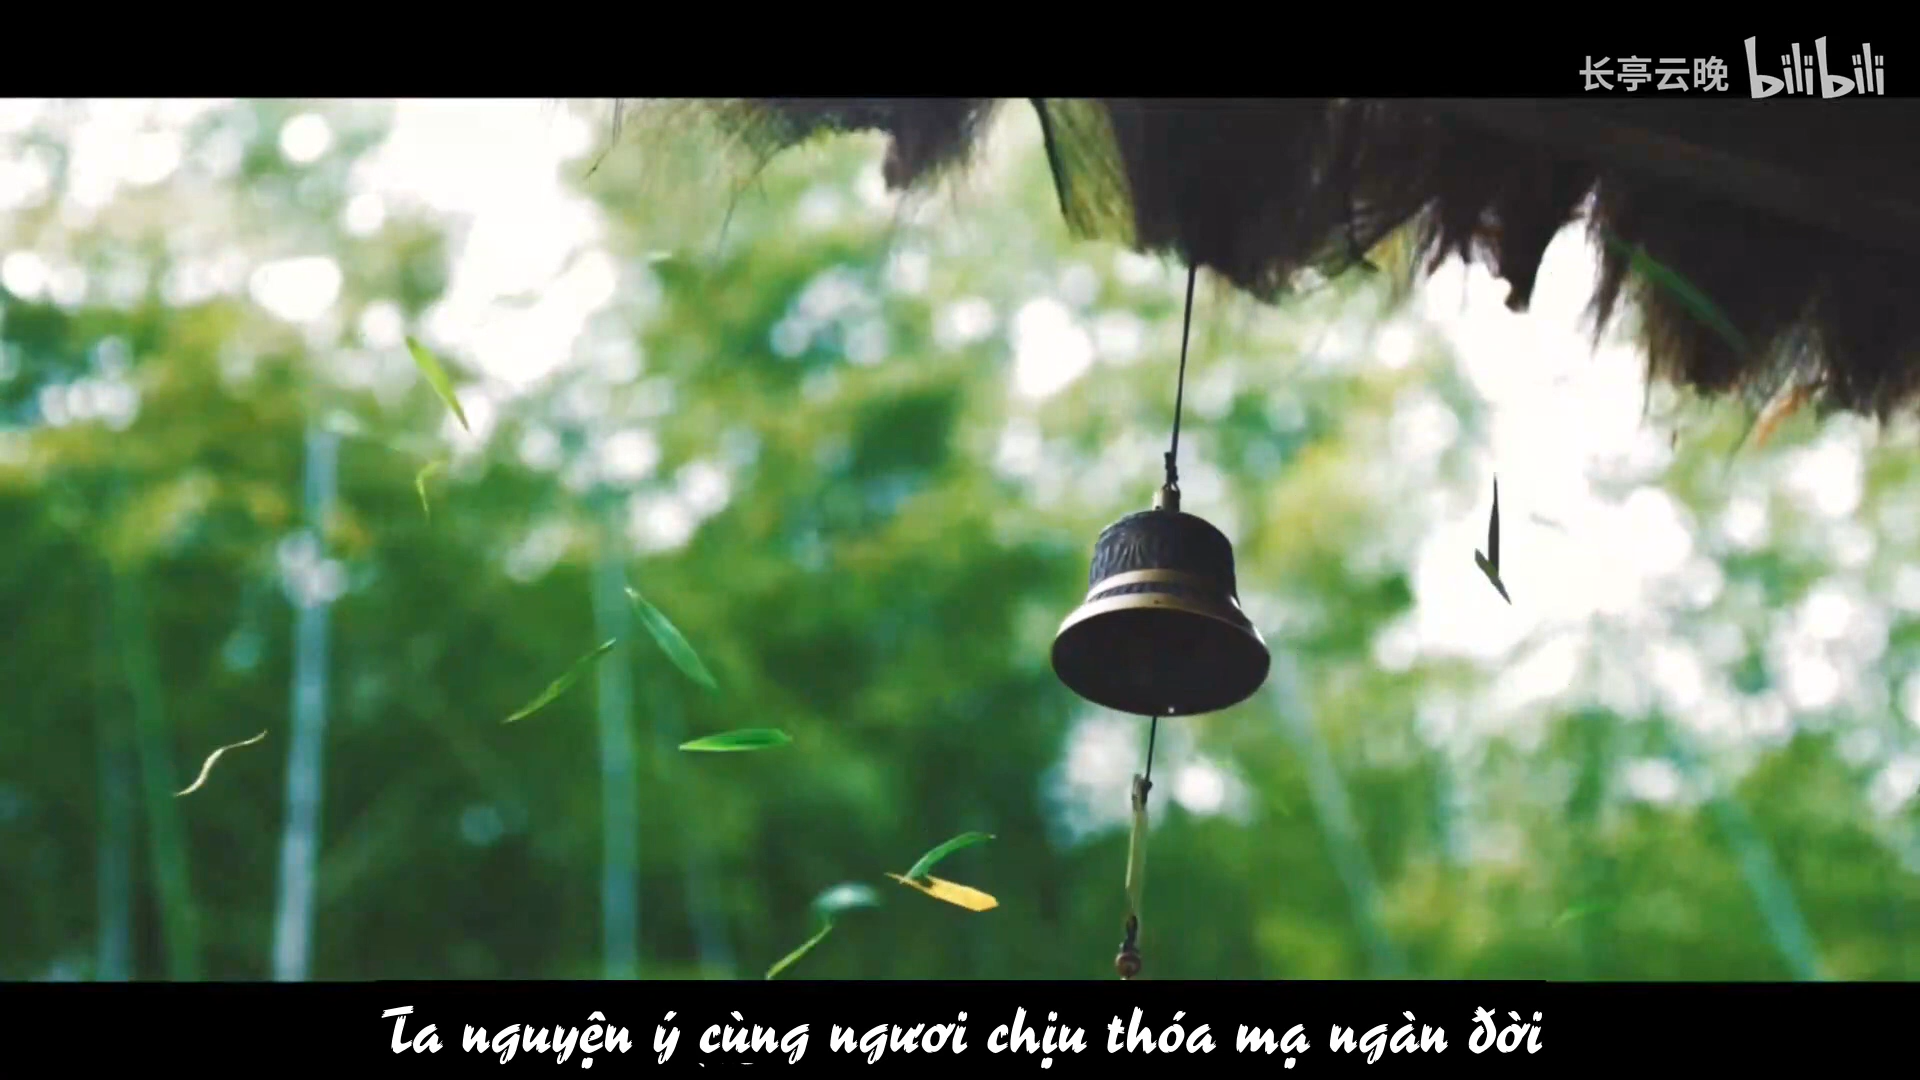 长亭云晚 bilibili
Ta nguyện ý cùng ngươi chịu thóa mạ ngàn đời